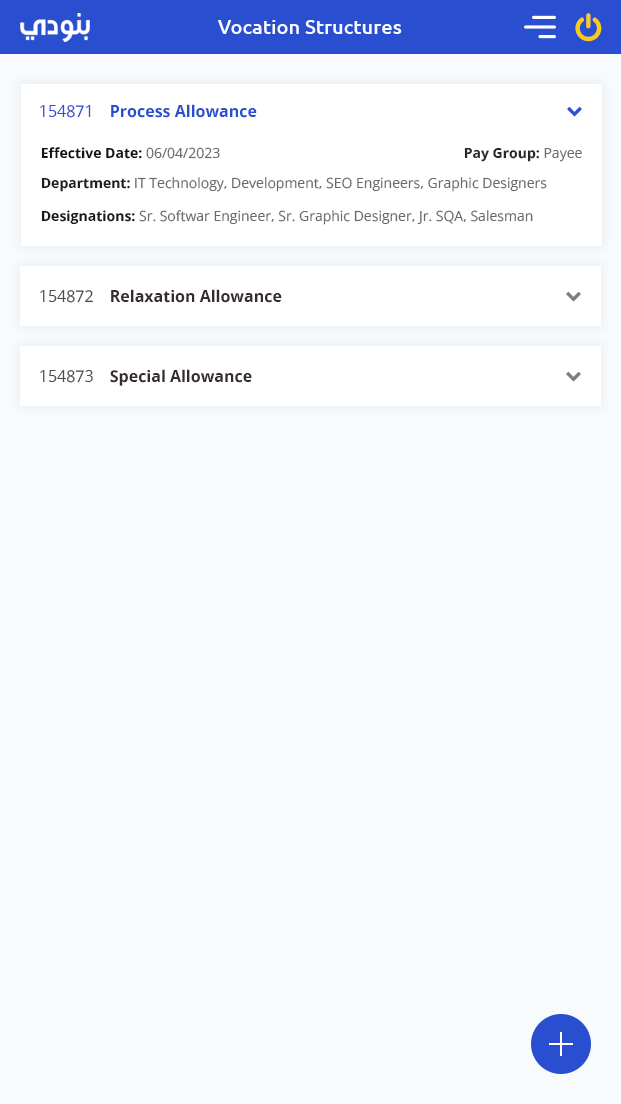 بنودي
Vocation Structures
154871 Process Allowance
Effective Date: 06/04/2023 Pay Group: Payee
Department: IT Technology, Development, SEO Engineers, Graphic Designers
Designations: Sr. Softwar Engineer, Sr. Graphic Designer, Jr. SQA, Salesman
154872 Relaxation Allowance
154873 Special Allowance